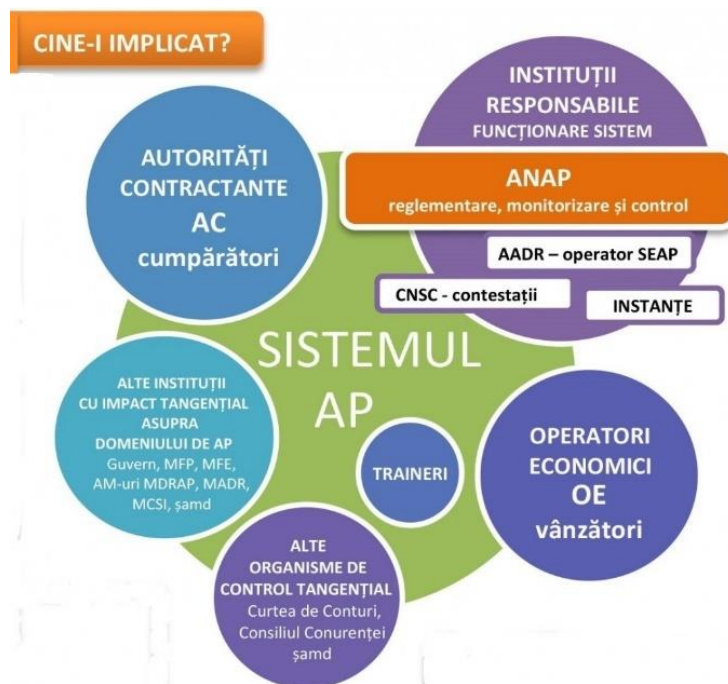 CINE-I IMPLICAT?
INSTITUȚII
RESPONSABILE
FUNCȚIONARE SISTEM
ANAP
reglementare, monitorizare și control
AADR – operator SEAP
CNSC - contestații
INSTANȚE
AUTORITĂȚI
CONTRACTANTE
AC
cumpărători
SISTEMUL
AP
ALTE INSTITUȚII
CU IMPACT TANGENȚIAL
ASUPRA
DOMENIULUI DE AP
Guvern, MFP, MFE,
AM-uri MDRAP, MADR,
MCSI, șamd
TRAINERI
OPERATORI
ECONOMICI
OE
vânzători
ALTE
ORGANISME DE
CONTROL TANGENȚIAL
Curtea de Conturi,
Consiliul Conurenței
șamd